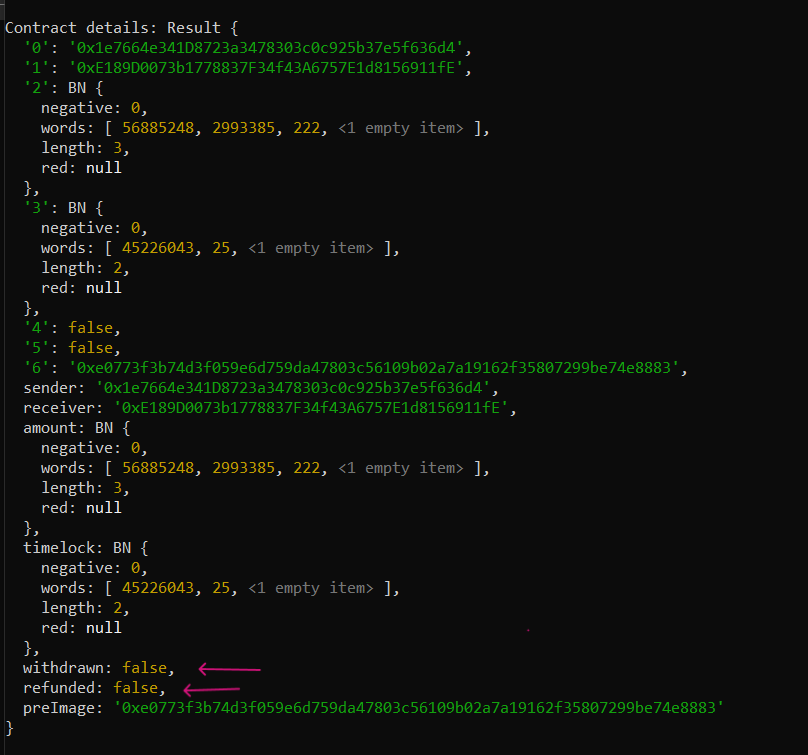 Contract details: Result {
  '0': '0x1e7664e341D8723a3478303c0c925b37e5f636d4',
  '1': '0xE189D0073b1778837F34f43A6757E1d8156911fE',
  '2': BN {
    negative: 0,
    words: [ 56885248, 2993385, 222, <1 empty item> ],
    length: 3,
    red: null
  },
  '3': BN {
    negative: 0,
    words: [ 45226043, 25, <1 empty item> ],
    length: 2,
    red: null
  },
  '4': false,
  '5': false,
  '6': '0xe0773f3b74d3f059e6d759da47803c56109b02a7a19162f35807299be74e8883',
  sender: '0x1e7664e341D8723a3478303c0c925b37e5f636d4',
  receiver: '0xE189D0073b1778837F34f43A6757E1d8156911fE',
  amount: BN {
    negative: 0,
    words: [ 56885248, 2993385, 222, <1 empty item> ],
    length: 3,
    red: null
  },
  timelock: BN {
    negative: 0,
    words: [ 45226043, 25, <1 empty item> ],
    length: 2,
    red: null
  },
  withdrawn: false,
  refunded: false,
  preImage: '0xe0773f3b74d3f059e6d759da47803c56109b02a7a19162f35807299be74e8883'
}